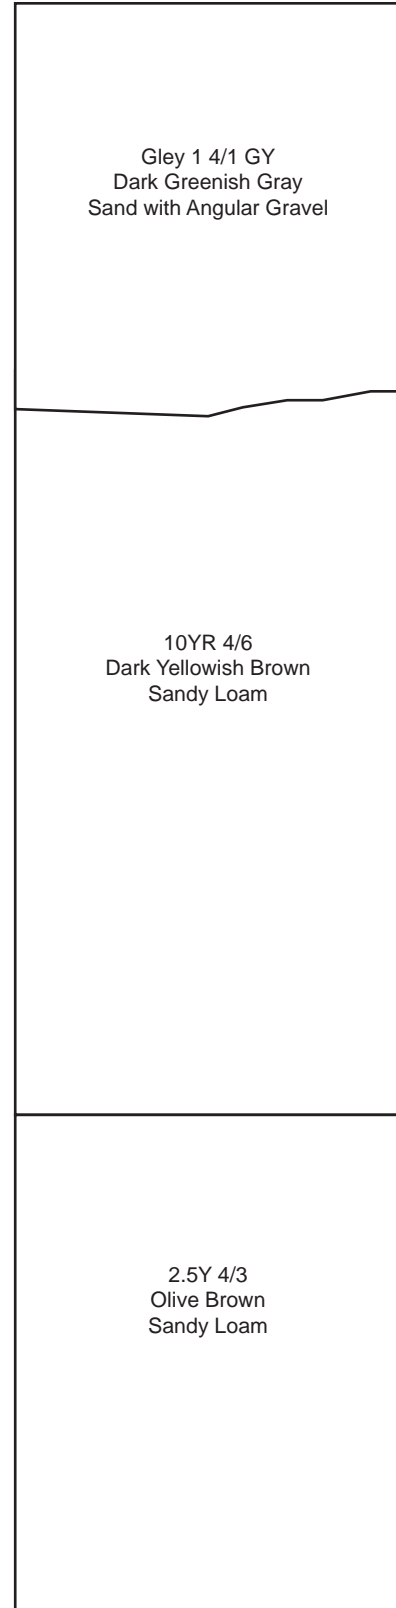 Gley 1 4/1 GY
Dark Greenish Gray
Sand with Angular Gravel
10YR 4/6
Dark Yellowish Brown
Sandy Loam
2.5Y 4/3
Olive Brown
Sandy Loam